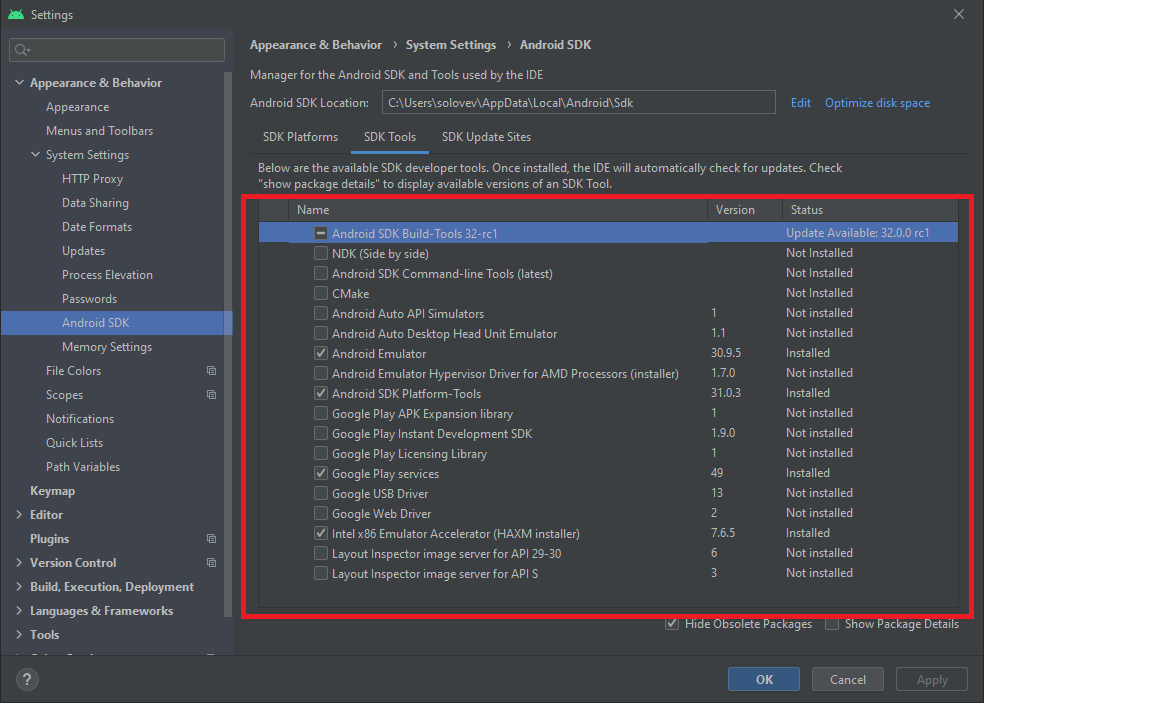 Settings
Appearance & Behavior › System Settings › Android SDK
Manager for the Android SDK and Tools used by the IDE
Android SDK Location: C:\Users\solovev\AppData\Local\Android\Sdk Edit Optimize disk space
SDK Platforms SDK Tools SDK Update Sites
Below are the available SDK developer tools. Once installed, the IDE will automatically check for updates. Check
"show package details" to display available versions of an SDK Tool.
Name Version Status
Android SDK Build-Tools 32-rc1 Update Available: 32.0.0 rc1
NDK (Side by side) Not Installed
Android SDK Command-line Tools (latest) Not Installed
CMake Not Installed
Android Auto API Simulators 1 Not installed
Android Auto Desktop Head Unit Emulator 1.1 Not installed
Android Emulator 30.9.5 Installed
Android Emulator Hypervisor Driver for AMD Processors (installer) 1.7.0 Not installed
Android SDK Platform-Tools 31.0.3 Installed
Google Play APK Expansion library 1 Not installed
Google Play Instant Development SDK 1.9.0 Not installed
Google Play Licensing Library 1 Not installed
Google Play services 49 Installed
Google USB Driver 13 Not installed
Google Web Driver 2 Not installed
Intel x86 Emulator Accelerator (HAXM installer) 7.6.5 Installed
Layout Inspector image server for API 29-30 6 Not installed
Layout Inspector image server for API S 3 Not installed
Hide Obsolete Packages Show Package Details
Appearance & Behavior
Appearance
Menus and Toolbars
System Settings
HTTP Proxy
Data Sharing
Date Formats
Updates
Process Elevation
Passwords
Android SDK
Memory Settings
File Colors
Scopes
Notifications
Quick Lists
Path Variables
Keymap
Editor
Plugins
Version Control
Build, Execution, Deployment
Languages & Frameworks
Tools
? OK Cancel Apply